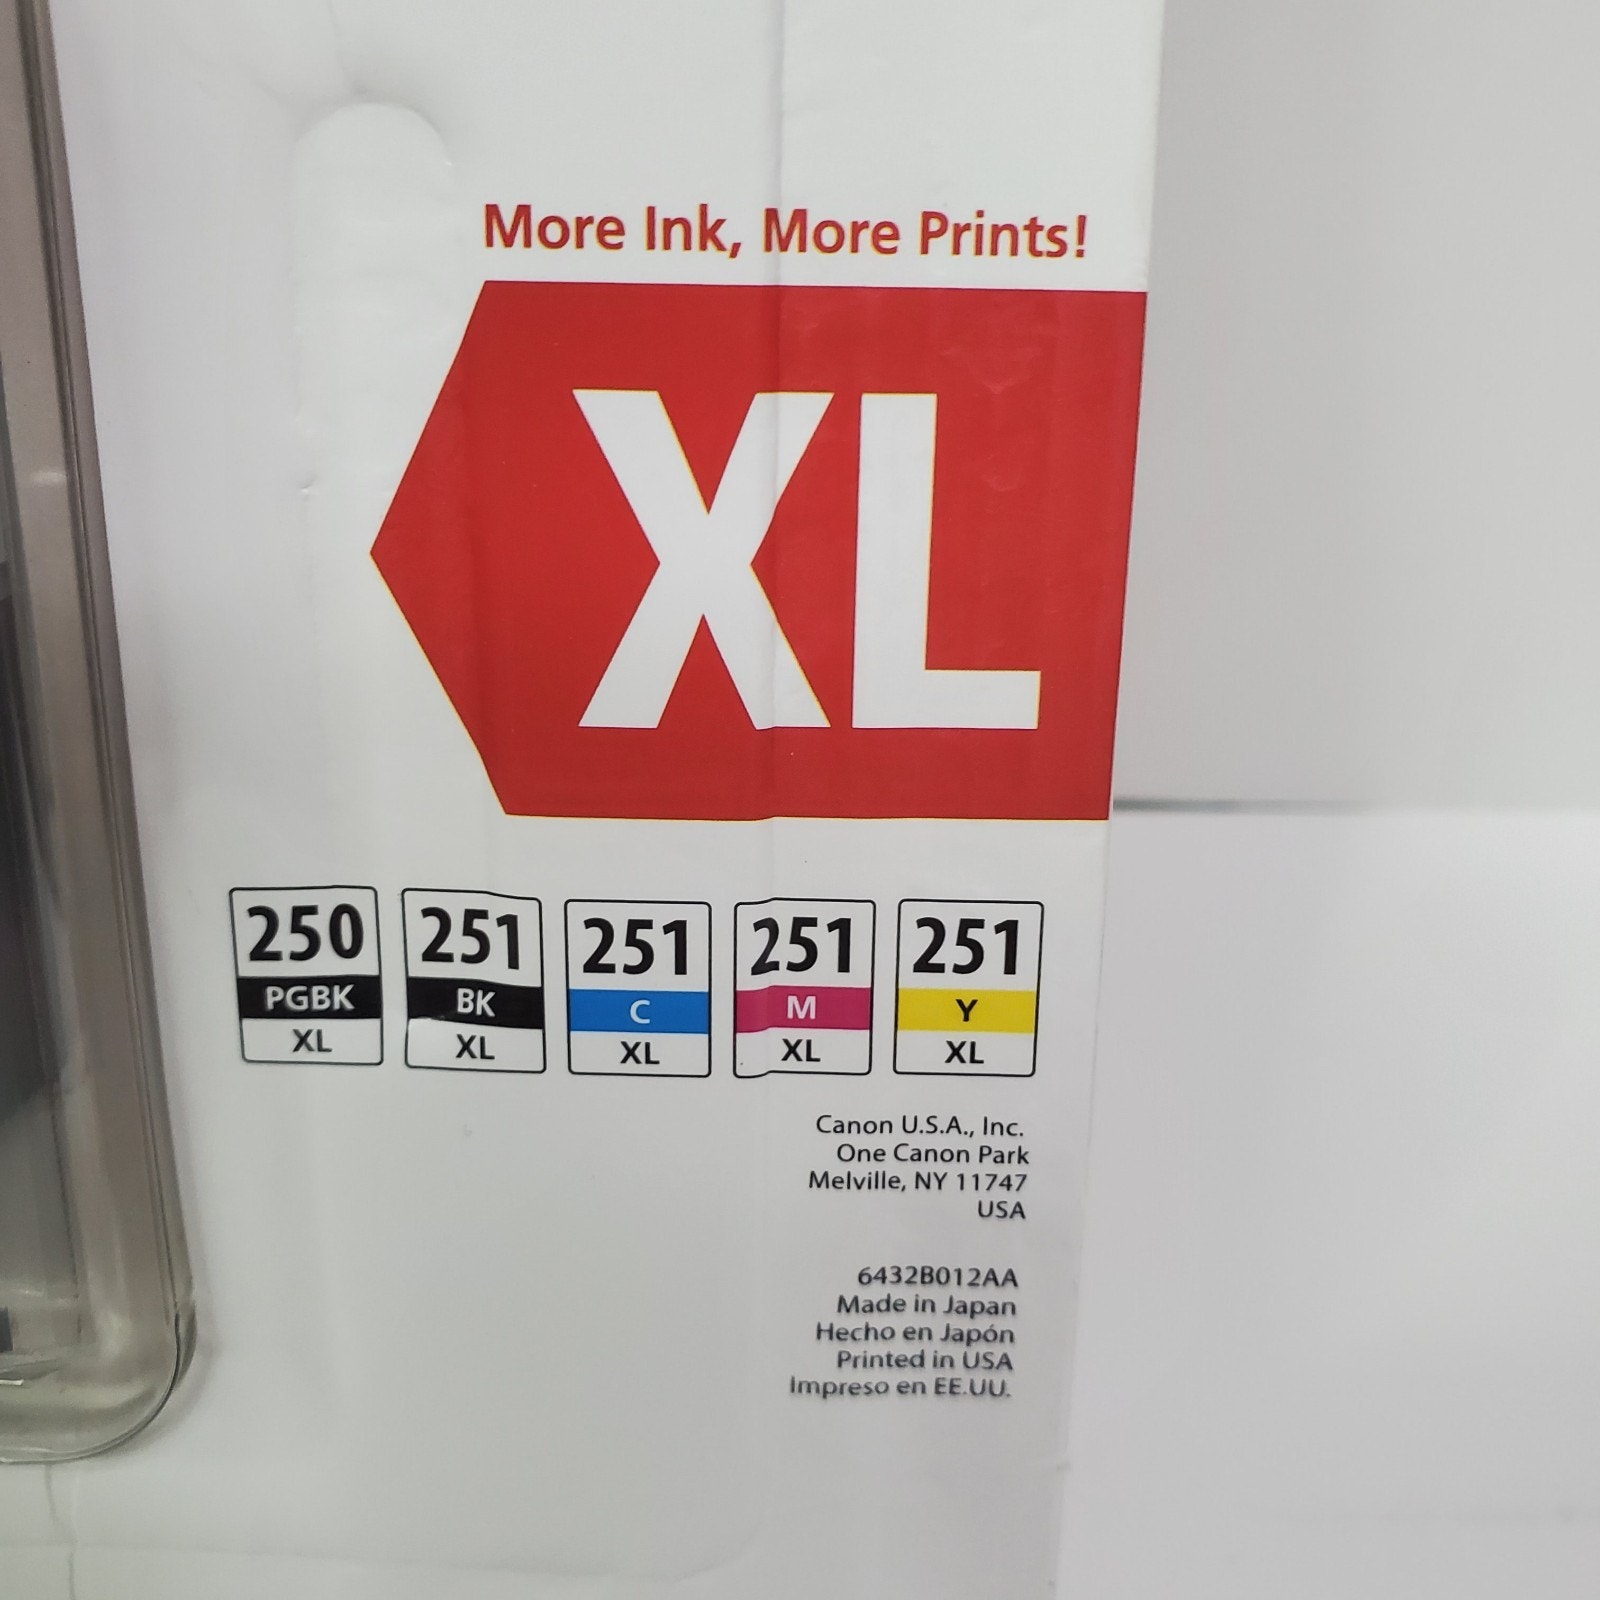 More Ink, More Prints!
XL
250 251 251 251 251
PGBK BK C M Y
XL XL XL XL XL
Canon U.S.A., Inc.
One Canon Park
Melville, NY 11747
USA
6432B012AA
Made in Japan
Hecho en Japón
Printed in USA
Impreso en EE.UU.